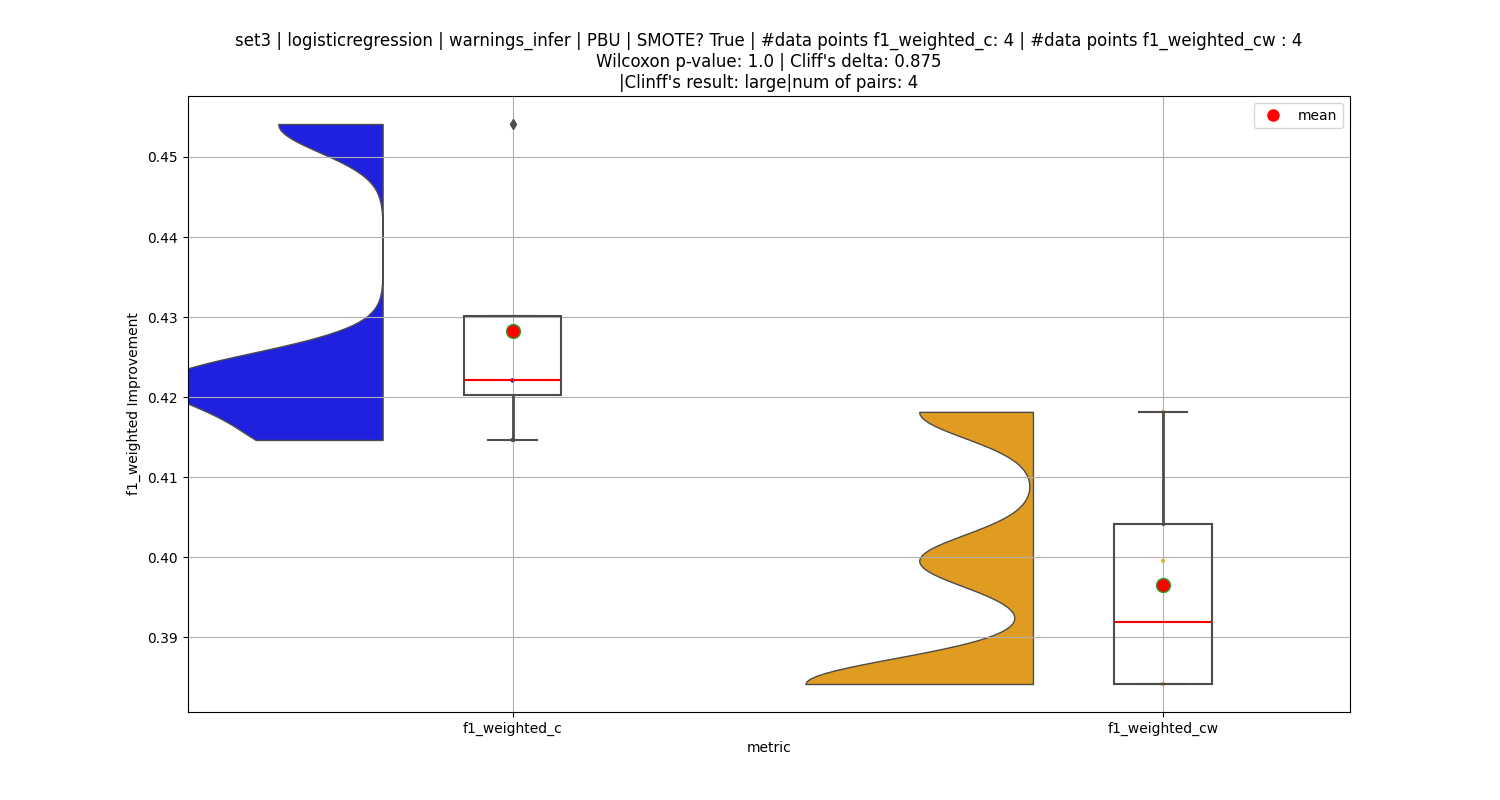 set3 | logisticregression | warnings_infer | PBU | SMOTE? True | #data points f1_weighted_c: 4 | #data points f1_weighted_cw : 4
Wilcoxon p-value: 1.0 | Cliff's delta: 0.875
|Clinff's result: large|num of pairs: 4
mean
0.45
0.44
0.43
0.42
0.41
0.40
0.39
f1_weighted Improvement
f1_weighted_c
f1_weighted_cw
metric